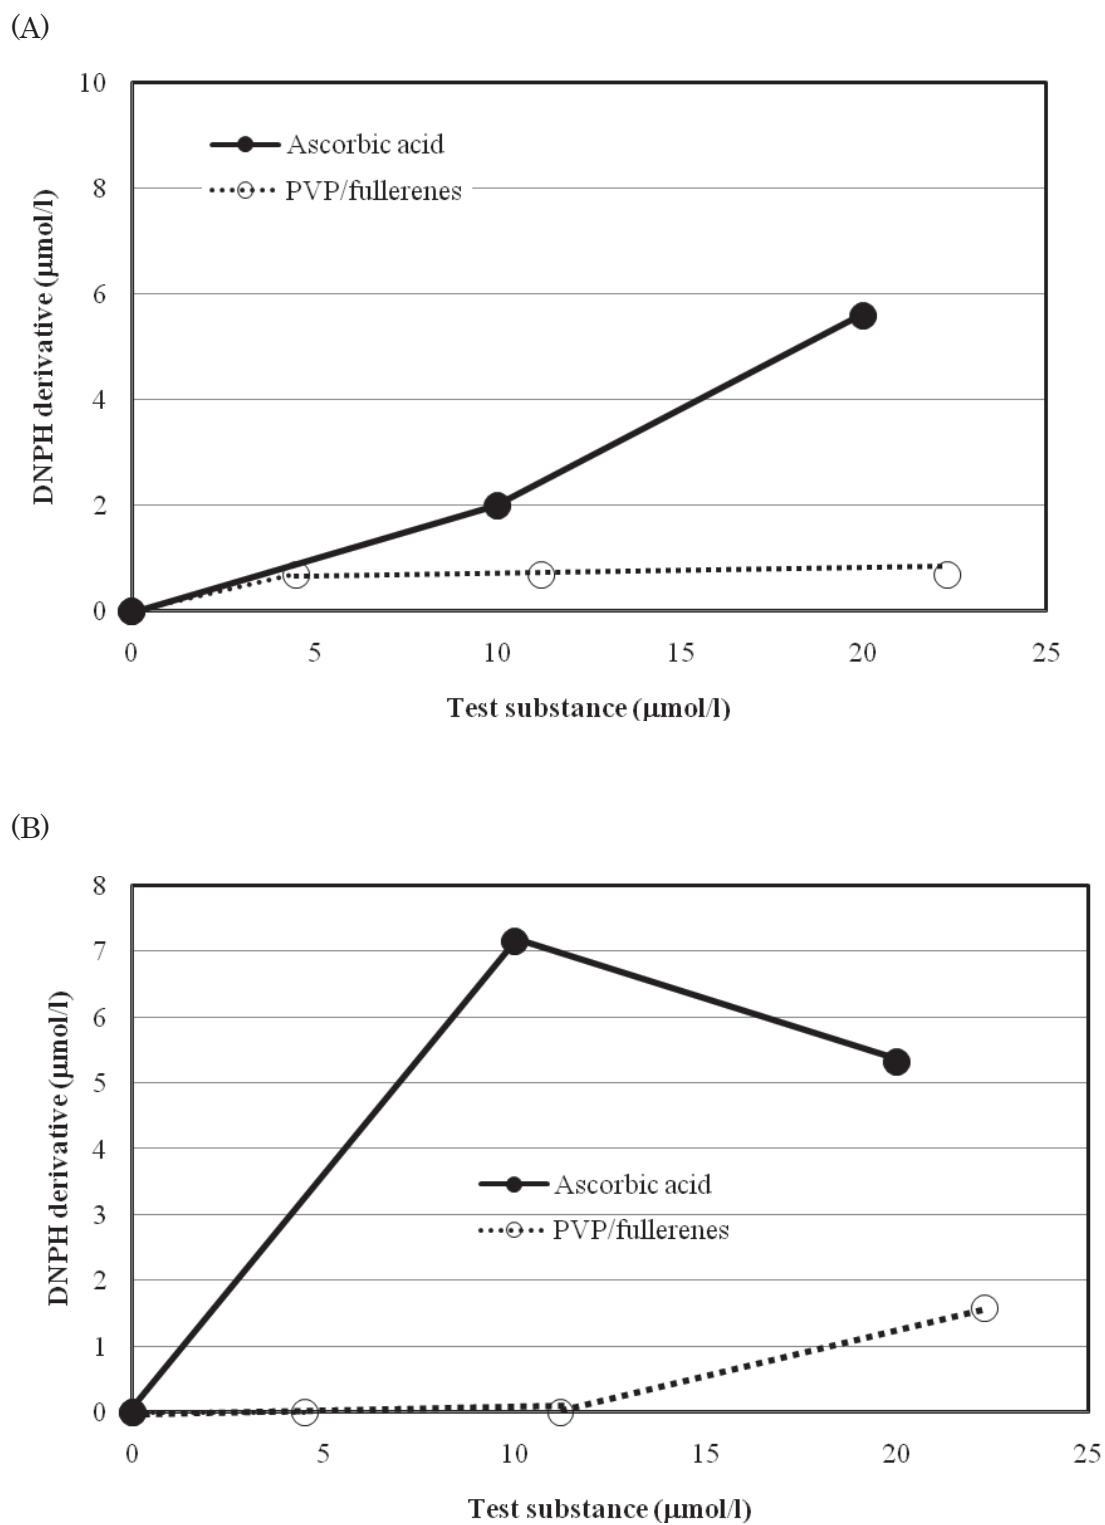 (A)
10
8
6
4
2
0
Ascorbic acid
PVP/fullerenes
DNPH derivative (μmol/l)
0 5 10 15 20 25
Test substance (μmol/l)
(B)
8
7
6
5
4
3
2
1
0
Ascorbic acid
PVP/fullerenes
DNPH derivative (μmol/l)
0 5 10 15 20 25
Test substance (μmol/l)